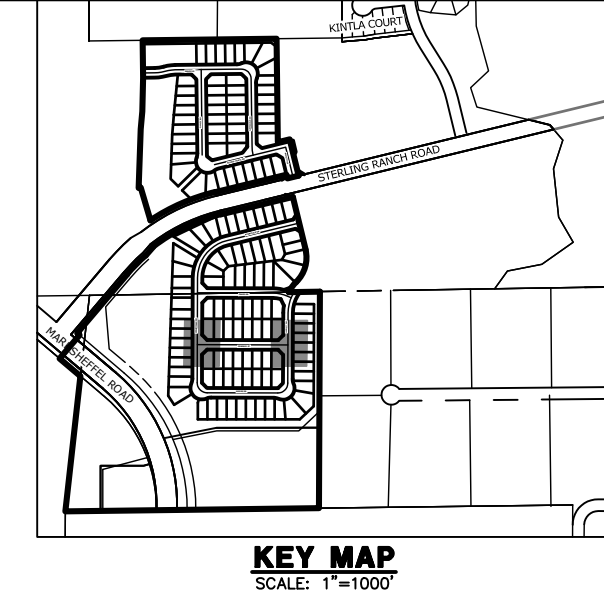 KINTLA COURT
STERLING RANCH ROAD
MARKSHEFFEL ROAD
KEY MAP
SCALE: 1"=1000'